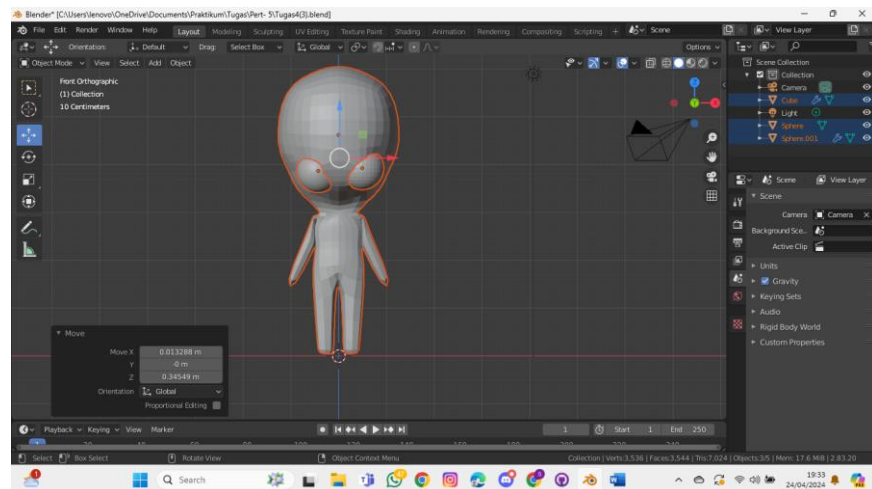 Blender* [C:\Users\lenovo\OneDrive\Documents\Praktikum\Tugas\Pert- 5\Tugas4(3).blend]
File Edit Render Window Help Layout Modeling Sculpting UV Editing Texture Paint Shading Animation Rendering Compositing Scripting + Scene View Layer
Orientation: Default Drag: Select Box Global Options
Object Mode View Select Add Object
Front Orthographic
(1) Collection
10 Centimeters
Scene Collection
Collection
Camera
Cube
Light
Sphere
Sphere.001
Scene View Layer
Scene
Camera Camera
Background Sce..
Active Clip
Units
Gravity
Keying Sets
Audio
Rigid Body World
Custom Properties
Move
Move X 0.013288 m
Y 0 m
Z 0.34549 m
Orientation Global
Proportional Editing
Playback Keying View Marker 1 Start 1 End 250
Select Box Select Rotate View Object Context Menu Collection | Verts:3,536 | Faces:3,544 | Tris:7,024 | Objects:3/5 | Mem: 17.6 MiB | 2.83.20
Search
19:33
24/04/2024